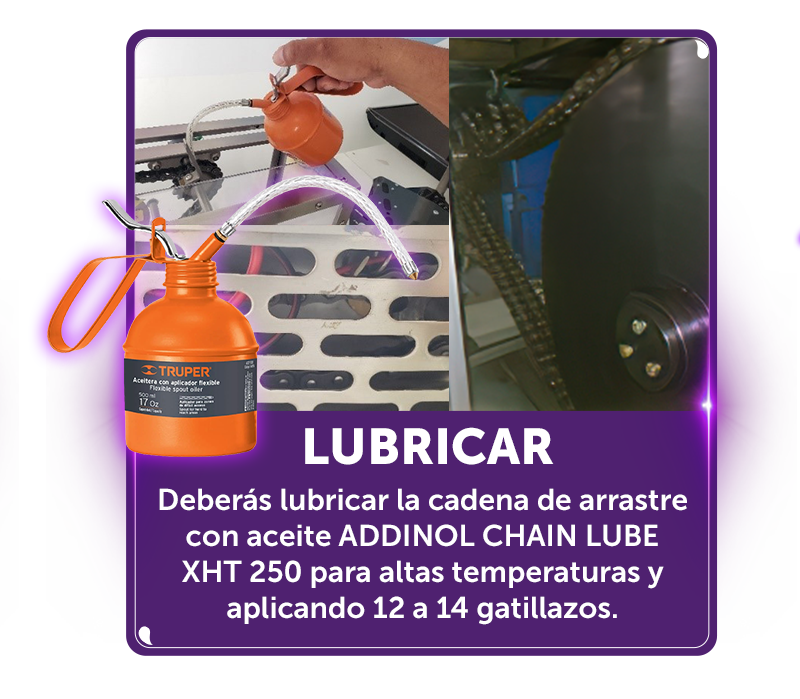 TRUPER
Aceitera con aplicador flexible
Flexible spout oiler
500 ml
17 Oz
LUBRICAR
Deberás lubricar la cadena de arrastre
con aceite ADDINOL CHAIN LUBE
XHT 250 para altas temperaturas y
aplicando 12 a 14 gatillazos.